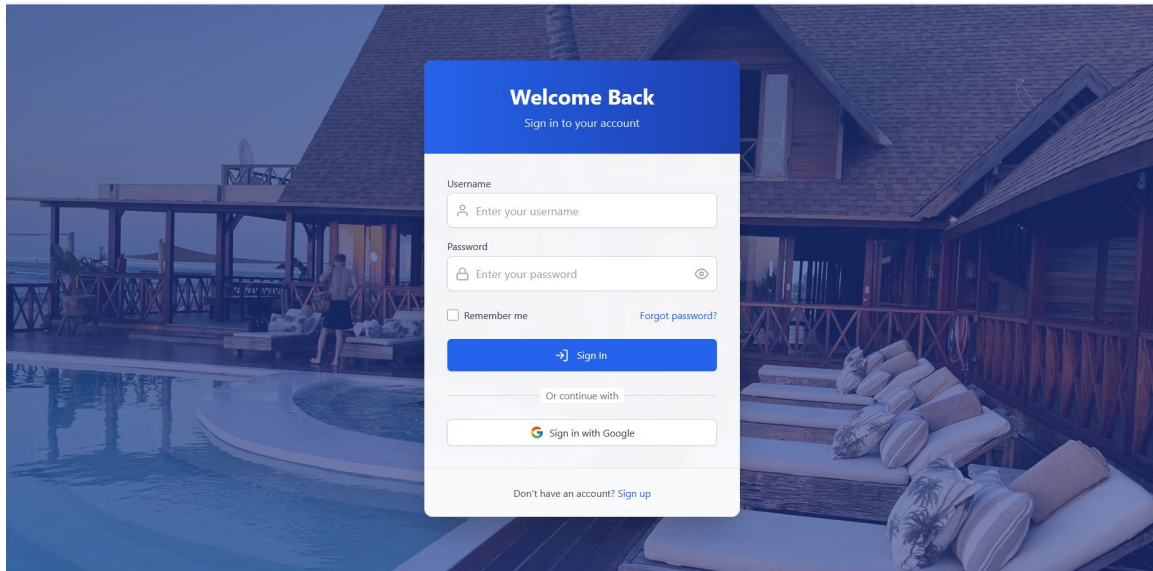 Welcome Back
Sign in to your account
Username
Enter your username
Password
Enter your password
Remember me
Forgot password?
Sign In
Or continue with
Sign in with Google
Don't have an account? Sign up